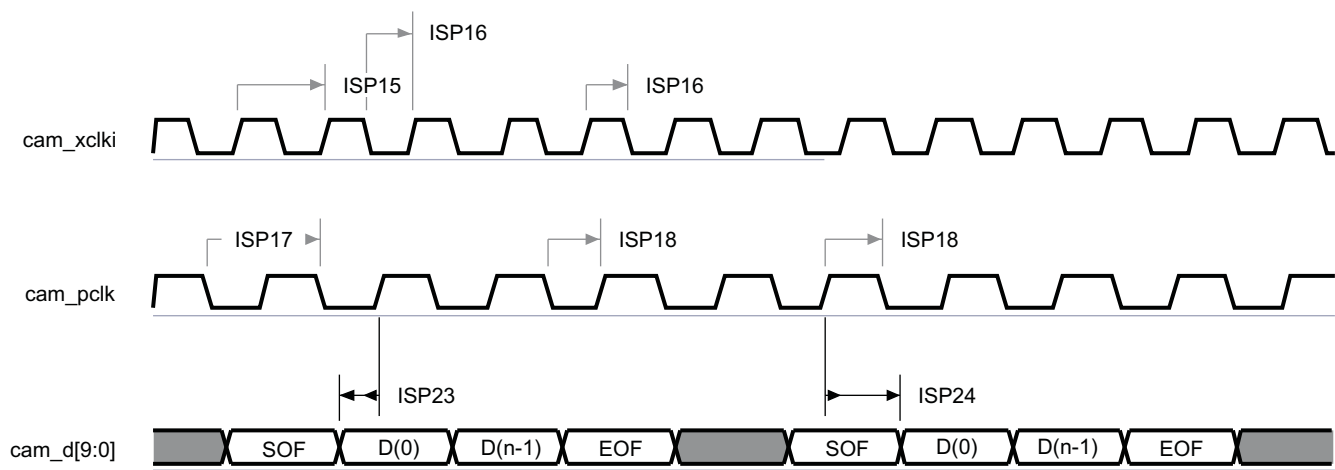 ISP16
ISP15 ISP16
cam_xclki
ISP17 ISP18 ISP18
cam_pclk
ISP23 ISP24
cam_d[9:0] SOF D(0) D(n-1) EOF SOF D(0) D(n-1) EOF